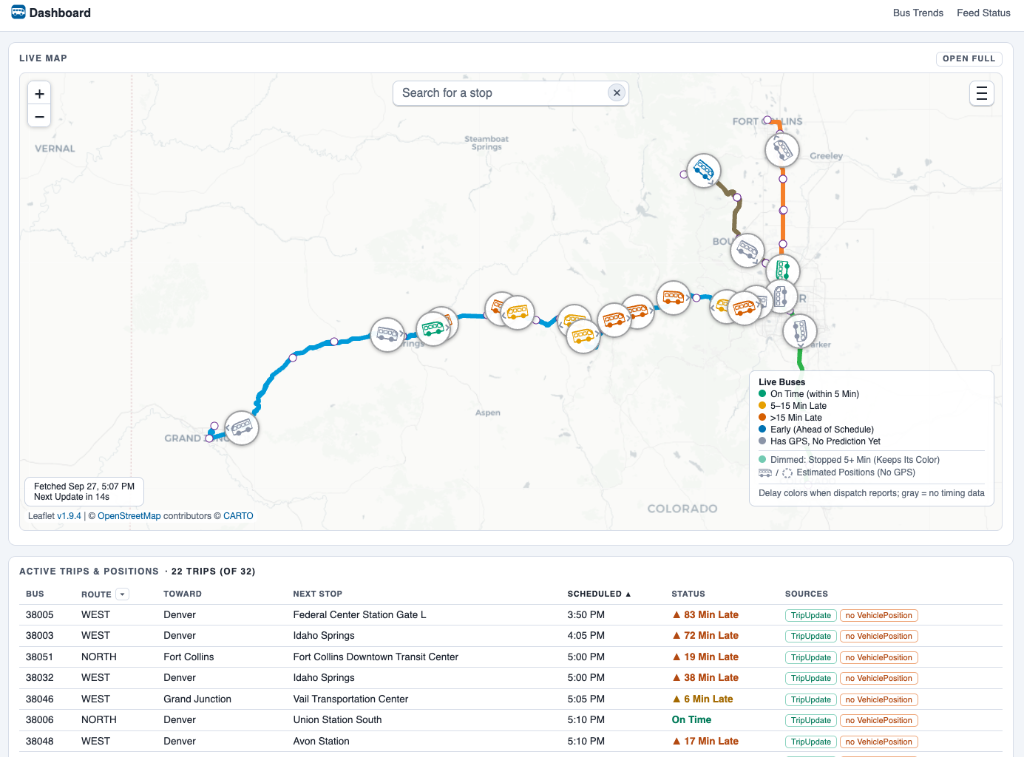 Dashboard
Bus Trends
Feed Status
LIVE MAP
OPEN FULL
+
−
Search for a stop
VERNAL
Steamboat
Springs
Greeley
Aspen
COLORADO
Live Buses
On Time (within 5 Min)
5–15 Min Late
>15 Min Late
Early (Ahead of Schedule)
Has GPS, No Prediction Yet
Dimmed: Stopped 5+ Min (Keeps Its Color)
/ Estimated Positions (No GPS)
Delay colors when dispatch reports; gray = no timing data
Fetched Sep 27, 5:07 PM
Next Update in 14s
Leaflet v1.9.4 | © OpenStreetMap contributors © CARTO
ACTIVE TRIPS & POSITIONS · 22 TRIPS (OF 32)
BUS ROUTE TOWARD NEXT STOP SCHEDULED ▲ STATUS SOURCES
38005 WEST Denver Federal Center Station Gate L 3:50 PM ▲ 83 Min Late TripUpdate no VehiclePosition
38003 WEST Denver Idaho Springs 4:05 PM ▲ 72 Min Late TripUpdate no VehiclePosition
38051 NORTH Fort Collins Fort Collins Downtown Transit Center 5:00 PM ▲ 19 Min Late TripUpdate no VehiclePosition
38032 WEST Denver Idaho Springs 5:00 PM ▲ 38 Min Late TripUpdate no VehiclePosition
38046 WEST Grand Junction Vail Transportation Center 5:05 PM ▲ 6 Min Late TripUpdate no VehiclePosition
38006 NORTH Denver Union Station South 5:10 PM On Time TripUpdate no VehiclePosition
38048 WEST Denver Avon Station 5:10 PM ▲ 17 Min Late TripUpdate no VehiclePosition